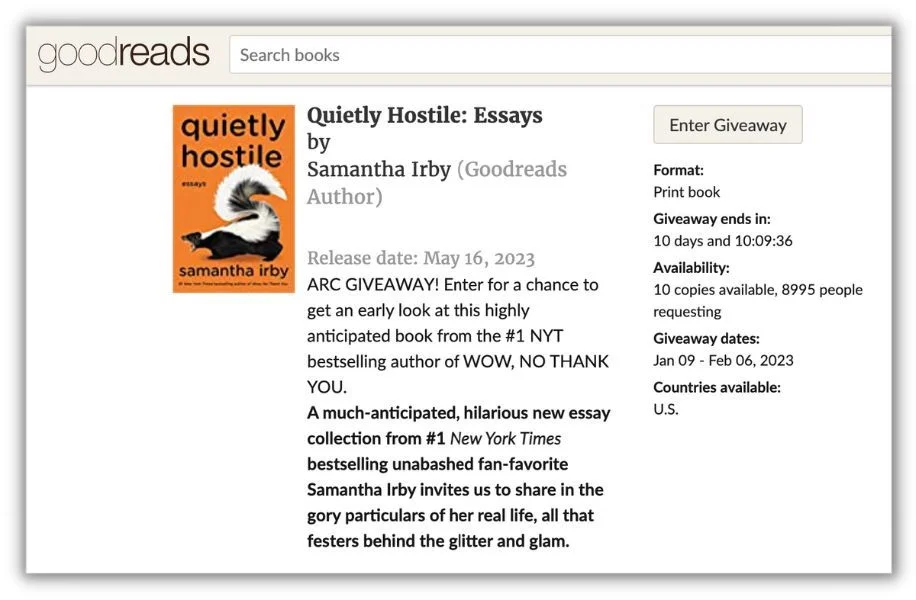 goodreads
Search books
quietly
hostile
essays
samantha irby
Quietly Hostile: Essays
by
Samantha Irby (Goodreads
Author)
Release date: May 16, 2023
ARC GIVEAWAY! Enter for a chance to
get an early look at this highly
anticipated book from the #1 NYT
bestselling author of WOW, NO THANK
YOU.
A much-anticipated, hilarious new essay
collection from #1 New York Times
bestselling unabashed fan-favorite
Samantha Irby invites us to share in the
gory particulars of her real life, all that
festers behind the glitter and glam.
Enter Giveaway
Format:
Print book
Giveaway ends in:
10 days and 10:09:36
Availability:
10 copies available, 8995 people
requesting
Giveaway dates:
Jan 09 - Feb 06, 2023
Countries available:
U.S.